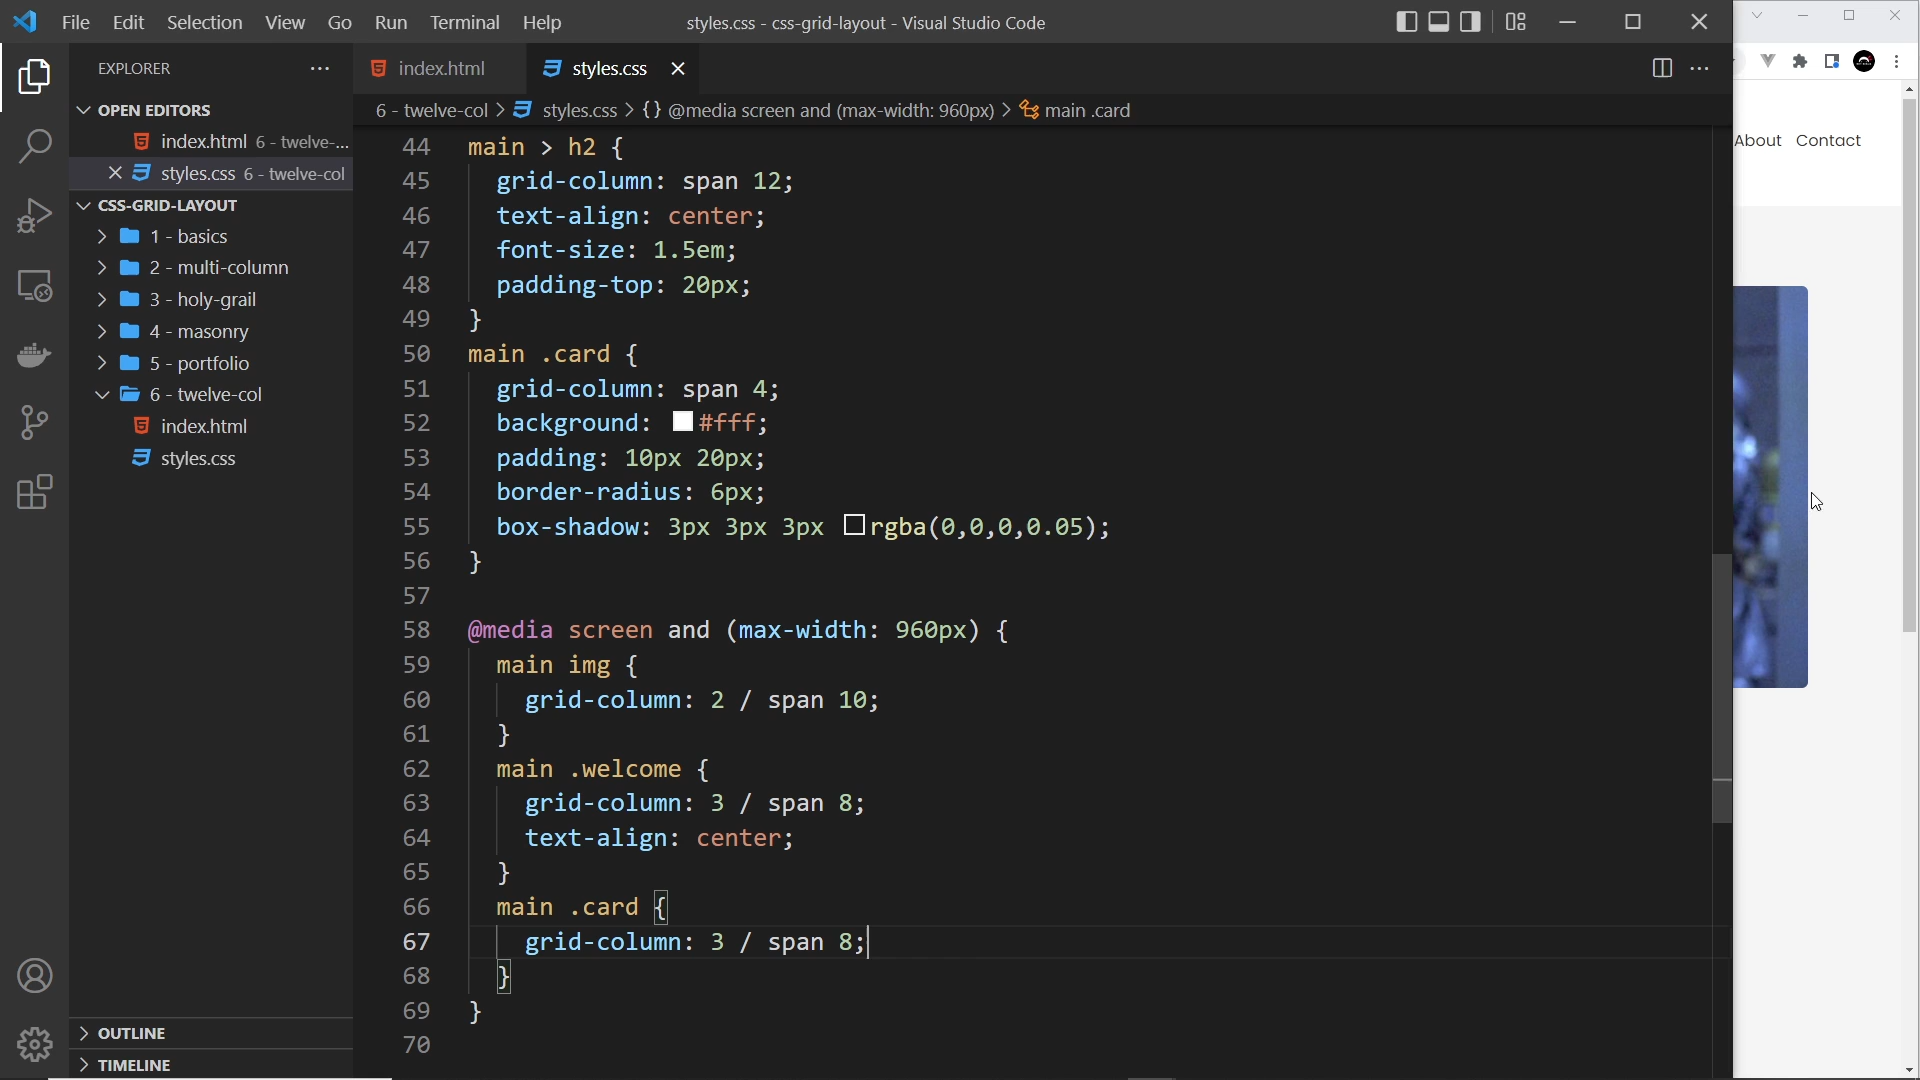 File Edit Selection View Go Run Terminal Help
styles.css - css-grid-layout - Visual Studio Code
EXPLORER
OPEN EDITORS
index.html 6 - twelve-...
styles.css 6 - twelve-col
CSS-GRID-LAYOUT
1 - basics
2 - multi-column
3 - holy-grail
4 - masonry
5 - portfolio
6 - twelve-col
index.html
styles.css
OUTLINE
TIMELINE
index.html
styles.css
6 - twelve-col > styles.css > {} @media screen and (max-width: 960px) > main .card
44 main > h2 {
45 grid-column: span 12;
46 text-align: center;
47 font-size: 1.5em;
48 padding-top: 20px;
49 }
50 main .card {
51 grid-column: span 4;
52 background: #fff;
53 padding: 10px 20px;
54 border-radius: 6px;
55 box-shadow: 3px 3px 3px rgba(0,0,0,0.05);
56 }
57
58 @media screen and (max-width: 960px) {
59 main img {
60 grid-column: 2 / span 10;
61 }
62 main .welcome {
63 grid-column: 3 / span 8;
64 text-align: center;
65 }
66 main .card {
67 grid-column: 3 / span 8;
68 }
69 }
70
About Contact